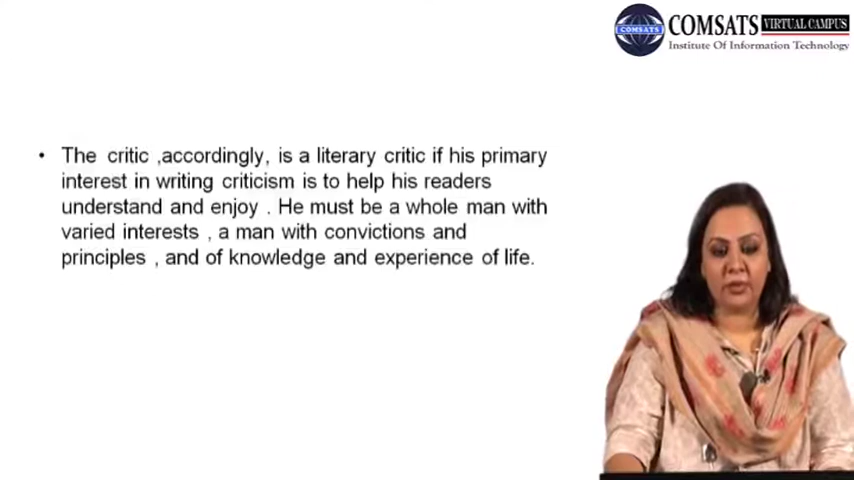 COMSATS VIRTUAL CAMPUS
COMSATS
Institute Of Information Technology
• The critic ,accordingly, is a literary critic if his primary
interest in writing criticism is to help his readers
understand and enjoy . He must be a whole man with
varied interests , a man with convictions and
principles , and of knowledge and experience of life.